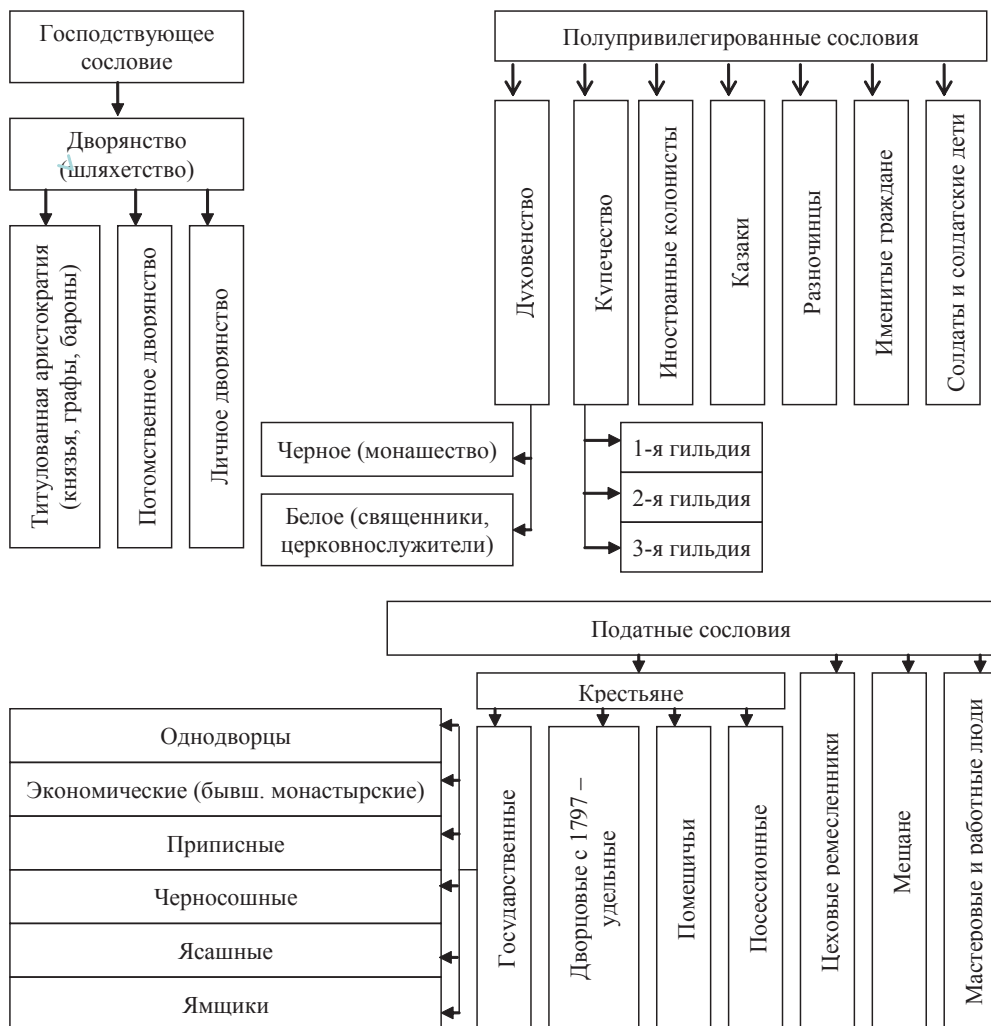 Господствующее
сословие
Дворянство
(шляхетство)
Титулованная аристократия
(князья, графы, бароны)
Потомственное дворянство
Личное дворянство
Полупривилегированные сословия
Духовенство
Купечество
Иностранные колонисты
Казаки
Разночинцы
Именитые граждане
Солдаты и солдатские дети
Черное (монашество)
Белое (священники,
церковнослужители)
1-я гильдия
2-я гильдия
3-я гильдия
Податные сословия
Крестьяне
Государственные
Дворцовые с 1797 –
удельные
Помещичьи
Посессионные
Цеховые ремесленники
Мещане
Мастеровые и работные люди
Однодворцы
Экономические (бывш. монастырские)
Приписные
Черносошные
Ясашные
Ямщики